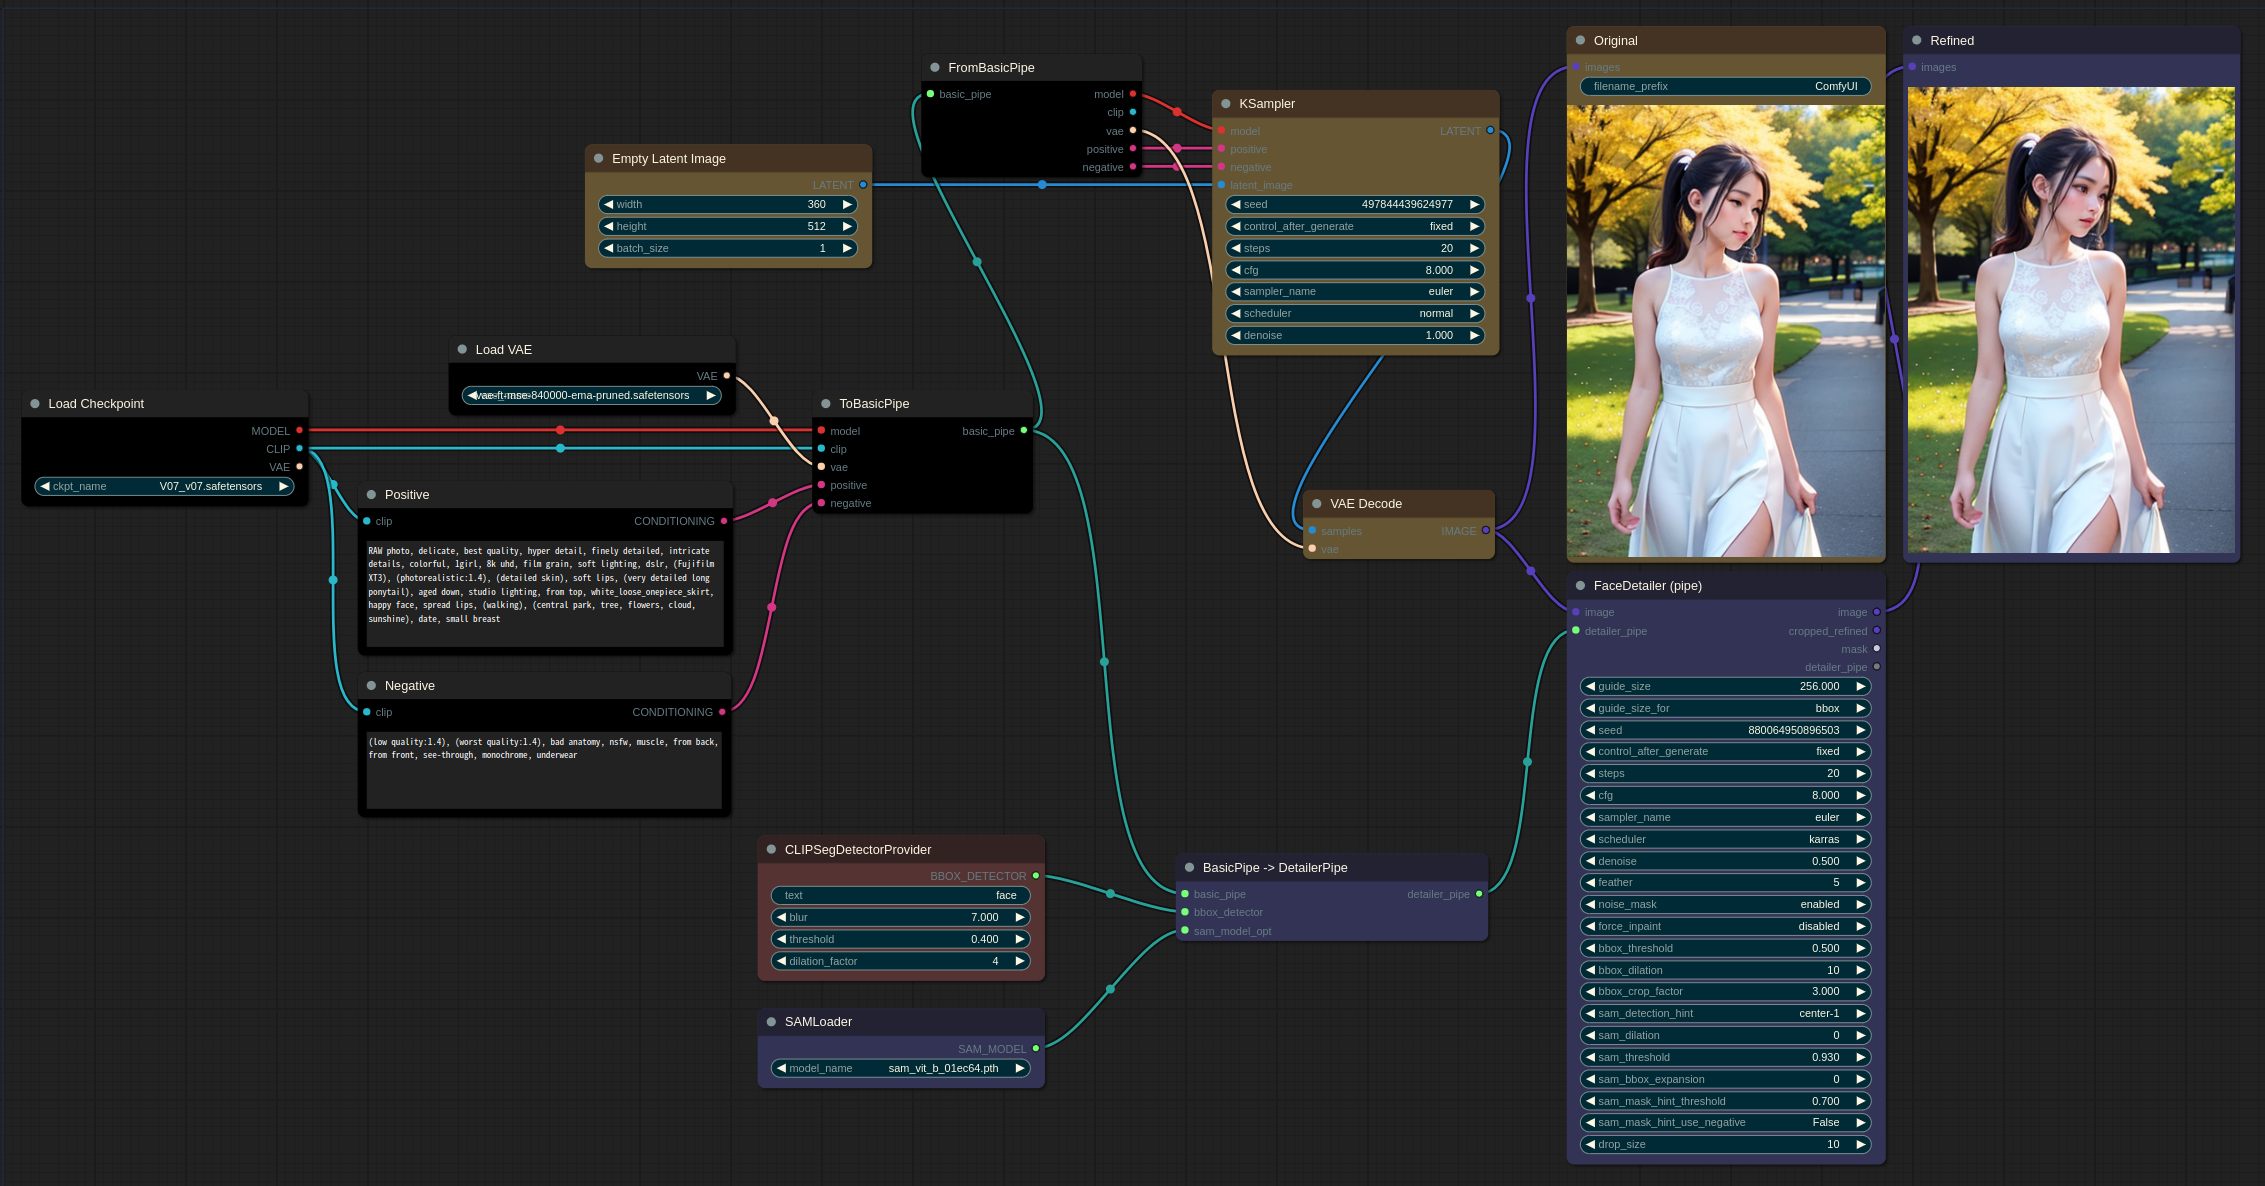 Load Checkpoint
MODEL
CLIP
VAE
ckpt_name V07_v07.safetensors
Load VAE
VAE
vae-ft-mse-840000-ema-pruned.safetensors
Empty Latent Image
LATENT
width 360
height 512
batch_size 1
Positive
clip CONDITIONING
RAW photo, delicate, best quality, hyper detail, finely detailed, intricate
details, colorful, 1girl, 8k uhd, film grain, soft lighting, dslr, (Fujifilm
XT3), (photorealistic:1.4), (detailed skin), soft lips, (very detailed long
ponytail), aged down, studio lighting, from top, white_loose_onepiece_skirt,
happy face, spread lips, (walking), (central park, tree, flowers, cloud,
sunshine), date, small breast
Negative
clip CONDITIONING
(low quality:1.4), (worst quality:1.4), bad anatomy, nsfw, muscle, from back,
from front, see-through, monochrome, underwear
ToBasicPipe
model basic_pipe
clip
vae
positive
negative
FromBasicPipe
basic_pipe model
clip
vae
positive
negative
KSampler
model LATENT
positive
negative
latent_image
seed 497844439624977
control_after_generate fixed
steps 20
cfg 8.000
sampler_name euler
scheduler normal
denoise 1.000
VAE Decode
samples IMAGE
vae
CLIPSegDetectorProvider
BBOX_DETECTOR
text face
blur 7.000
threshold 0.400
dilation_factor 4
SAMLoader
SAM_MODEL
model_name sam_vit_b_01ec64.pth
BasicPipe -> DetailerPipe
basic_pipe detailer_pipe
bbox_detector
sam_model_opt
Original
images
filename_prefix ComfyUI
Refined
images
FaceDetailer (pipe)
image image
detailer_pipe cropped_refined
mask
detailer_pipe
guide_size 256.000
guide_size_for bbox
seed 880064950896503
control_after_generate fixed
steps 20
cfg 8.000
sampler_name euler
scheduler karras
denoise 0.500
feather 5
noise_mask enabled
force_inpaint disabled
bbox_threshold 0.500
bbox_dilation 10
bbox_crop_factor 3.000
sam_detection_hint center-1
sam_dilation 0
sam_threshold 0.930
sam_bbox_expansion 0
sam_mask_hint_threshold 0.700
sam_mask_hint_use_negative False
drop_size 10